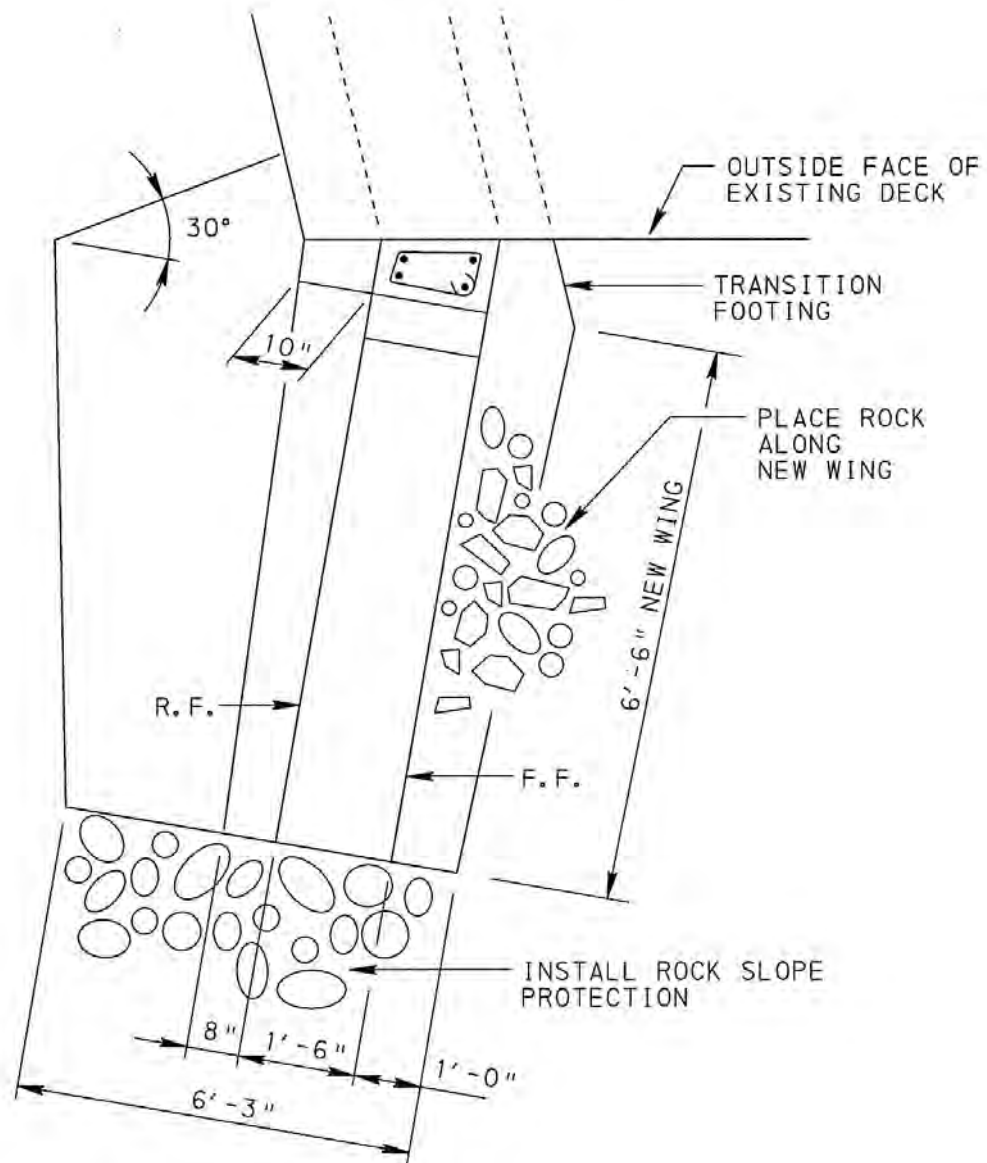 OUTSIDE FACE OF
EXISTING DECK
30°
TRANSITION
FOOTING
10"
PLACE ROCK
ALONG
NEW WING
6'-6" NEW WING
R.F.
F.F.
INSTALL ROCK SLOPE
PROTECTION
8"
1'-6"
1'-0"
6'-3"